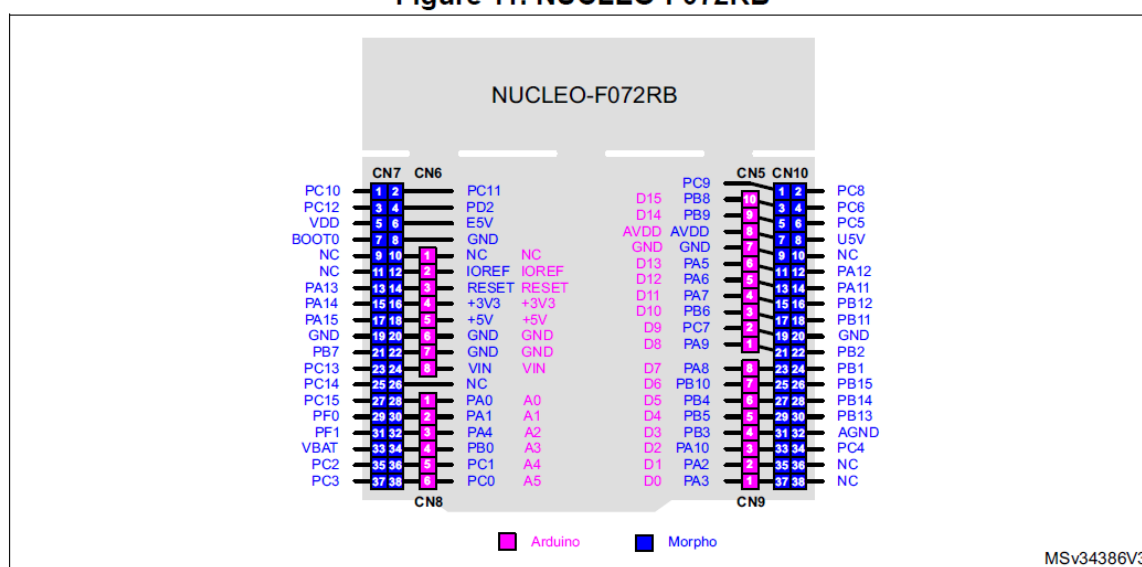 Figure 11. NUCLEO-F072RB
NUCLEO-F072RB
CN7 CN6 CN5 CN10
PC9 1 2 PC8
PC10 1 2 PC11 D15 PB8 10 3 4 PC6
PC12 3 4 PD2 D14 PB9 9 5 6 PC5
VDD 5 6 E5V AVDD AVDD 8 7 8 U5V
BOOT0 7 8 GND GND GND 7 9 10 NC
NC 9 10 1 NC NC D13 PA5 6 11 12 PA12
NC 11 12 2 IOREF IOREF D12 PA6 5 13 14 PA11
PA13 13 14 3 RESET RESET D11 PA7 4 15 16 PB12
PA14 15 16 4 +3V3 +3V3 D10 PB6 3 17 18 PB11
PA15 17 18 5 +5V +5V D9 PC7 2 19 20 GND
GND 19 20 6 GND GND D8 PA9 1 21 22 PB2
PB7 21 22 7 GND GND
PC13 23 24 8 VIN VIN D7 PA8 8 23 24 PB1
PC14 25 26 NC D6 PB10 7 25 26 PB15
PC15 27 28 1 PA0 A0 D5 PB4 6 27 28 PB14
PF0 29 30 2 PA1 A1 D4 PB5 5 29 30 PB13
PF1 31 32 3 PA4 A2 D3 PB3 4 31 32 AGND
VBAT 33 34 4 PB0 A3 D2 PA10 3 33 34 PC4
PC2 35 36 5 PC1 A4 D1 PA2 2 35 36 NC
PC3 37 38 6 PC0 A5 D0 PA3 1 37 38 NC
CN8 CN9
Arduino Morpho
MSv34386V3